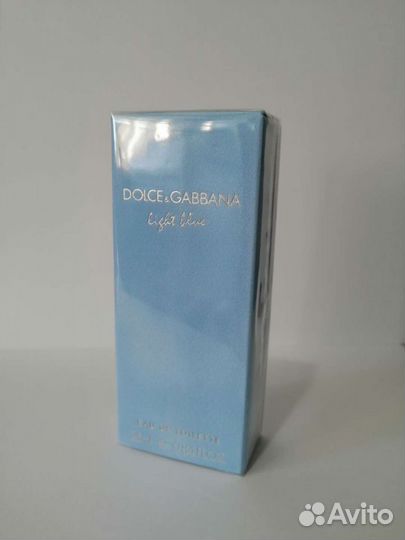 DOLCE&GABBANA
light blue
EAU DE TOILETTE
Avito